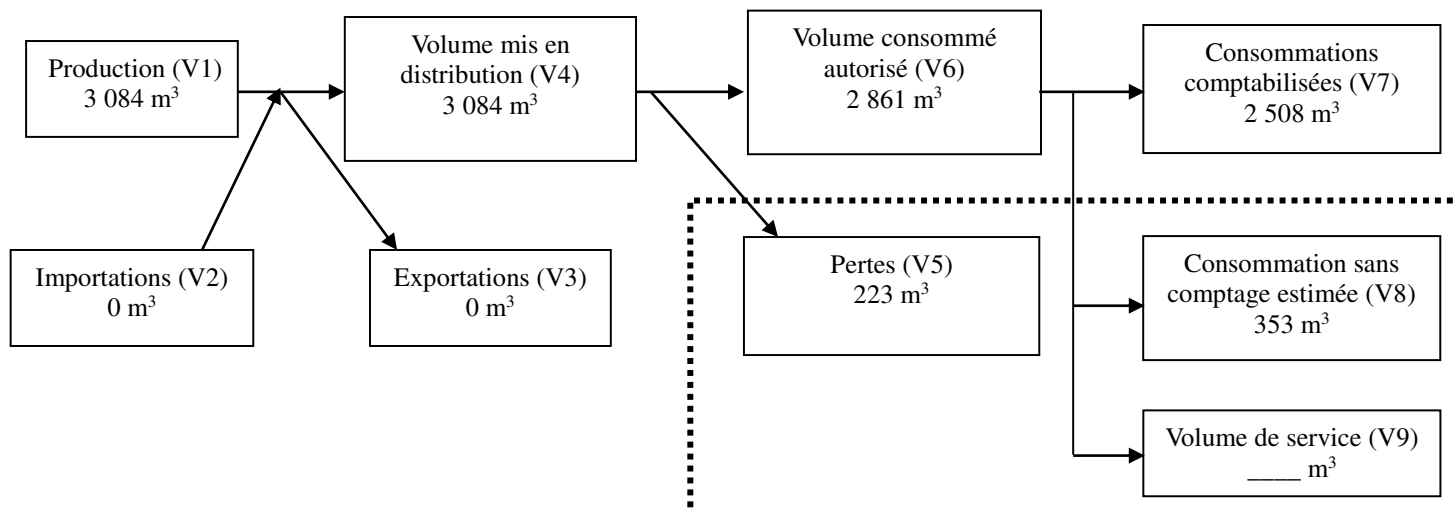 Production (V1)
3 084 m³
Volume mis en
distribution (V4)
3 084 m³
Volume consommé
autorisé (V6)
2 861 m³
Consommations
comptabilisées (V7)
2 508 m³
Importations (V2)
0 m³
Exportations (V3)
0 m³
Pertes (V5)
223 m³
Consommation sans
comptage estimée (V8)
353 m³
Volume de service (V9)
____ m³